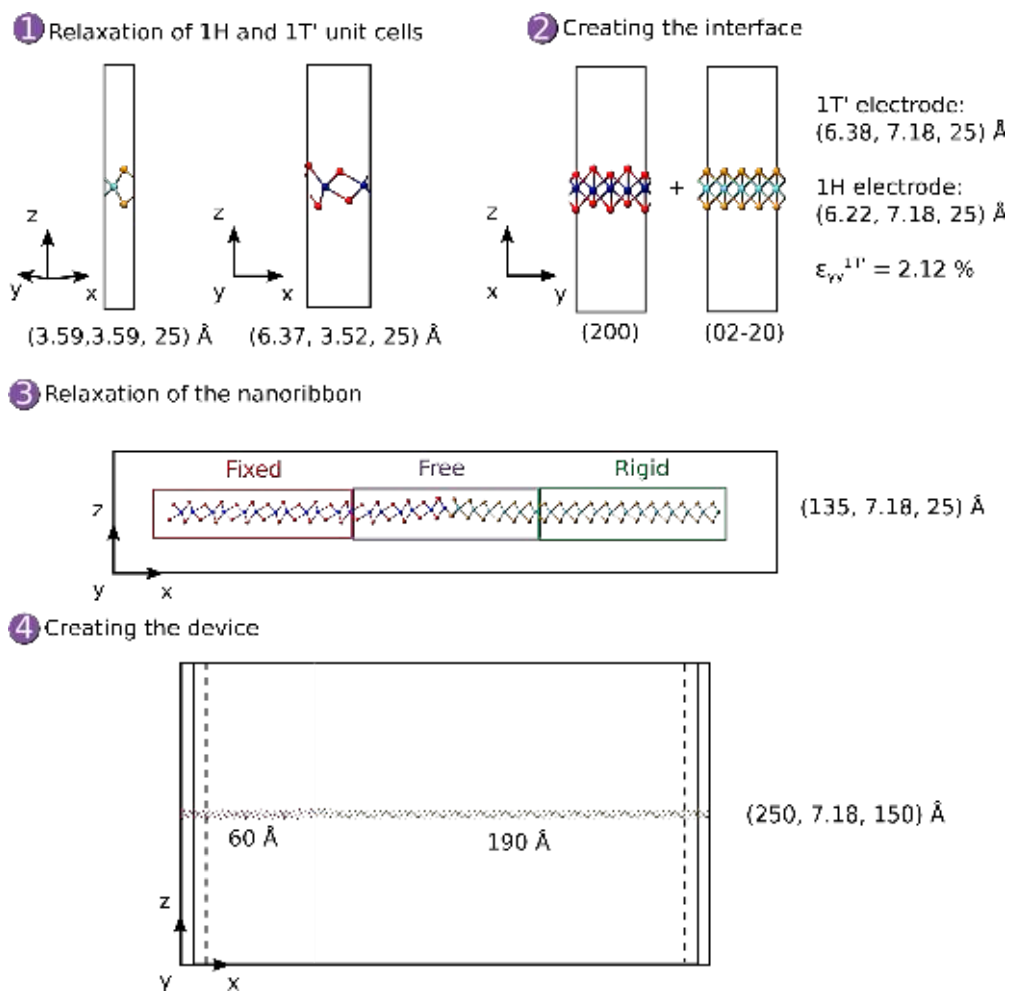 1 Relaxation of 1H and 1T' unit cells
z
y
x
(3.59,3.59, 25) Å
z
y
x
(6.37, 3.52, 25) Å
2 Creating the interface
z
x
y
(200)
+
(02-20)
1T' electrode:
(6.38, 7.18, 25) Å
1H electrode:
(6.22, 7.18, 25) Å
εyy1T' = 2.12 %
3 Relaxation of the nanoribbon
Fixed
Free
Rigid
z
y
x
(135, 7.18, 25) Å
4 Creating the device
60 Å
190 Å
z
y
x
(250, 7.18, 150) Å